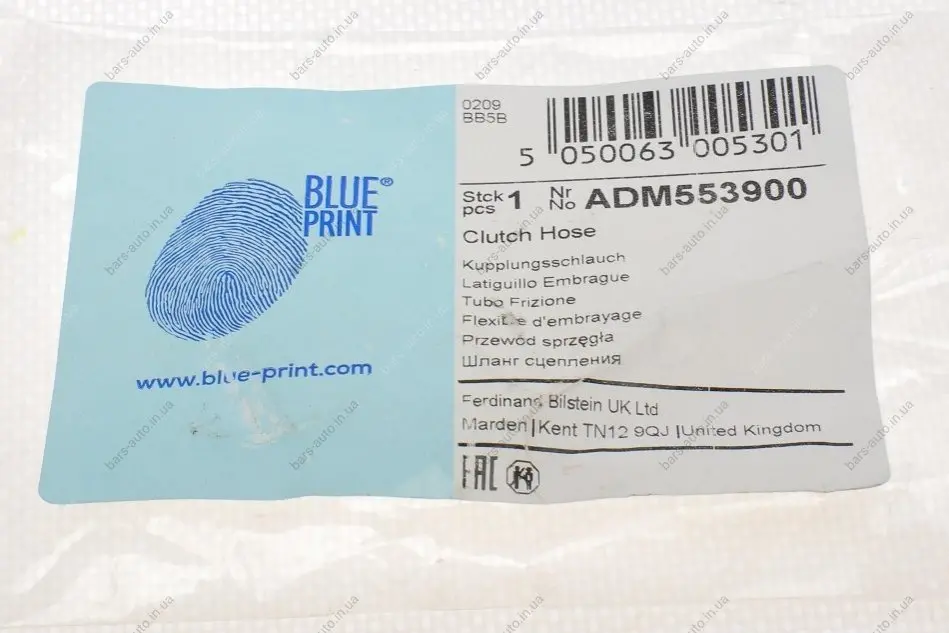 BLUE®
PRINT
www.blue-print.com
0209
BB5B
5 050063 005301
Stck 1 Nr ADM553900
pcs No
Clutch Hose
Kupplungsschlauch
Latiguillo Embrague
Tubo Frizione
d'embrayage
Przewód sprzęgła
Шланг сцепления
Ferdinand Bilstein UK Ltd
Marden|Kent TN12 9QJ |United Kingdom
EAC
bars-auto.in.ua